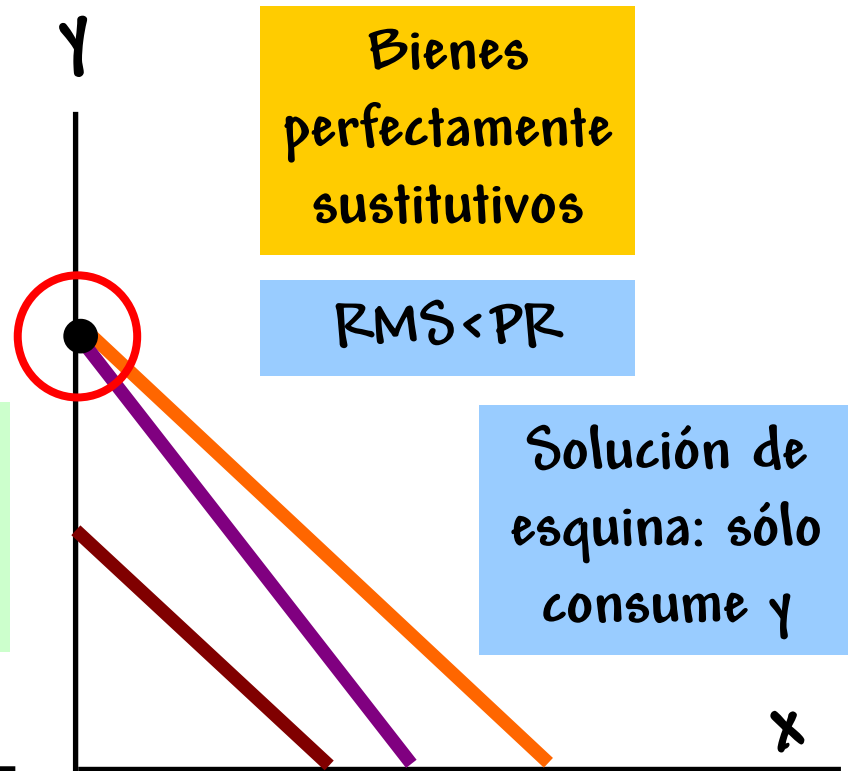 y
Bienes
perfectamente
sustitutivos
RMS<PR
Solución de
esquina: sólo
consume y
x